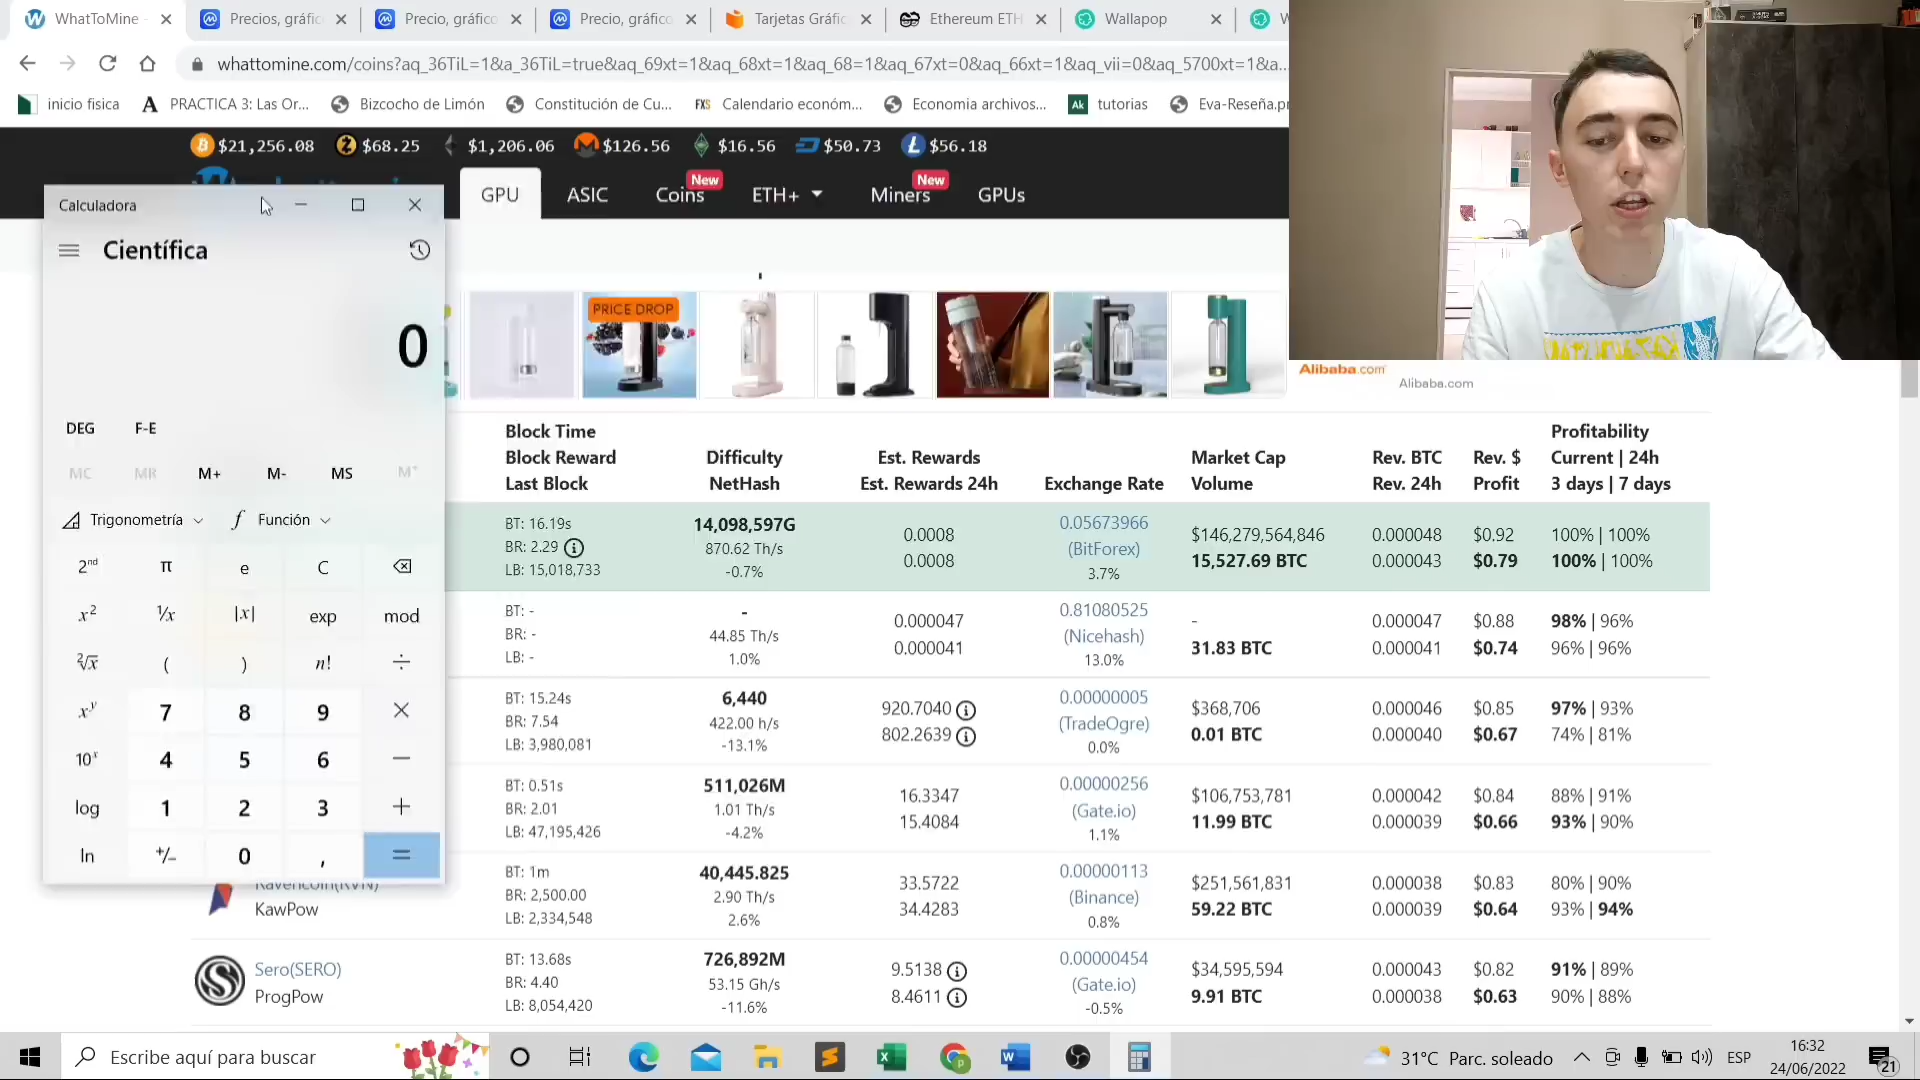 WhatToMine -
Precios, gráfic
Precio, gráfico
Precio, gráfico
Tarjetas Gráfic
Ethereum ETH
Wallapop
whattomine.com/coins?aq_36TiL=1&a_36TiL=true&aq_69xt=1&aq_68xt=1&aq_68=1&aq_67xt=0&aq_66xt=1&aq_vii=0&aq_5700xt=1&a...
inicio fisica
PRACTICA 3: Las Or...
Bizcocho de Limón
Constitución de Cu...
FXS
Calendario económ...
Economia archivos...
Ak
tutorias
Eva-Reseña.pr
$21,256.08
$68.25
$1,206.06
$126.56
$16.56
$50.73
$56.18
GPU
ASIC
Coins
New
ETH+
Miners
New
GPUs
Calculadora
Científica
0
DEG
F-E
MC
MR
M+
M-
MS
M˅
Trigonometría
f Función
2nd
π
e
C
x²
¹/x
|x|
exp
mod
²√x
(
)
n!
÷
xʸ
7
8
9
×
10ˣ
4
5
6
−
log
1
2
3
+
ln
+/−
0
,
=
PRICE DROP
Alibaba.com
Alibaba.com
Block Time
Block Reward
Last Block
Difficulty
NetHash
Est. Rewards
Est. Rewards 24h
Exchange Rate
Market Cap
Volume
Rev. BTC
Rev. 24h
Rev. $
Profit
Profitability
Current | 24h
3 days | 7 days
BT: 16.19s
BR: 2.29
LB: 15,018,733
14,098,597G
870.62 Th/s
-0.7%
0.0008
0.0008
0.05673966
(BitForex)
3.7%
$146,279,564,846
15,527.69 BTC
0.000048
0.000043
$0.92
$0.79
100% | 100%
100% | 100%
BT: -
BR: -
LB: -
-
44.85 Th/s
1.0%
0.000047
0.000041
0.81080525
(Nicehash)
13.0%
-
31.83 BTC
0.000047
0.000041
$0.88
$0.74
98% | 96%
96% | 96%
BT: 15.24s
BR: 7.54
LB: 3,980,081
6,440
422.00 h/s
-13.1%
920.7040
802.2639
0.00000005
(TradeOgre)
0.0%
$368,706
0.01 BTC
0.000046
0.000040
$0.85
$0.67
97% | 93%
74% | 81%
BT: 0.51s
BR: 2.01
LB: 47,195,426
511,026M
1.01 Th/s
-4.2%
16.3347
15.4084
0.00000256
(Gate.io)
1.1%
$106,753,781
11.99 BTC
0.000042
0.000039
$0.84
$0.66
88% | 91%
93% | 90%
Ravencoin(RVN)
KawPow
BT: 1m
BR: 2,500.00
LB: 2,334,548
40,445.825
2.90 Th/s
2.6%
33.5722
34.4283
0.00000113
(Binance)
0.8%
$251,561,831
59.22 BTC
0.000038
0.000039
$0.83
$0.64
80% | 90%
93% | 94%
Sero(SERO)
ProgPow
BT: 13.68s
BR: 4.40
LB: 8,054,420
726,892M
53.15 Gh/s
-11.6%
9.5138
8.4611
0.00000454
(Gate.io)
-0.5%
$34,595,594
9.91 BTC
0.000043
0.000038
$0.82
$0.63
91% | 89%
90% | 88%
Escribe aquí para buscar
31°C Parc. soleado
ESP
16:32
24/06/2022
21